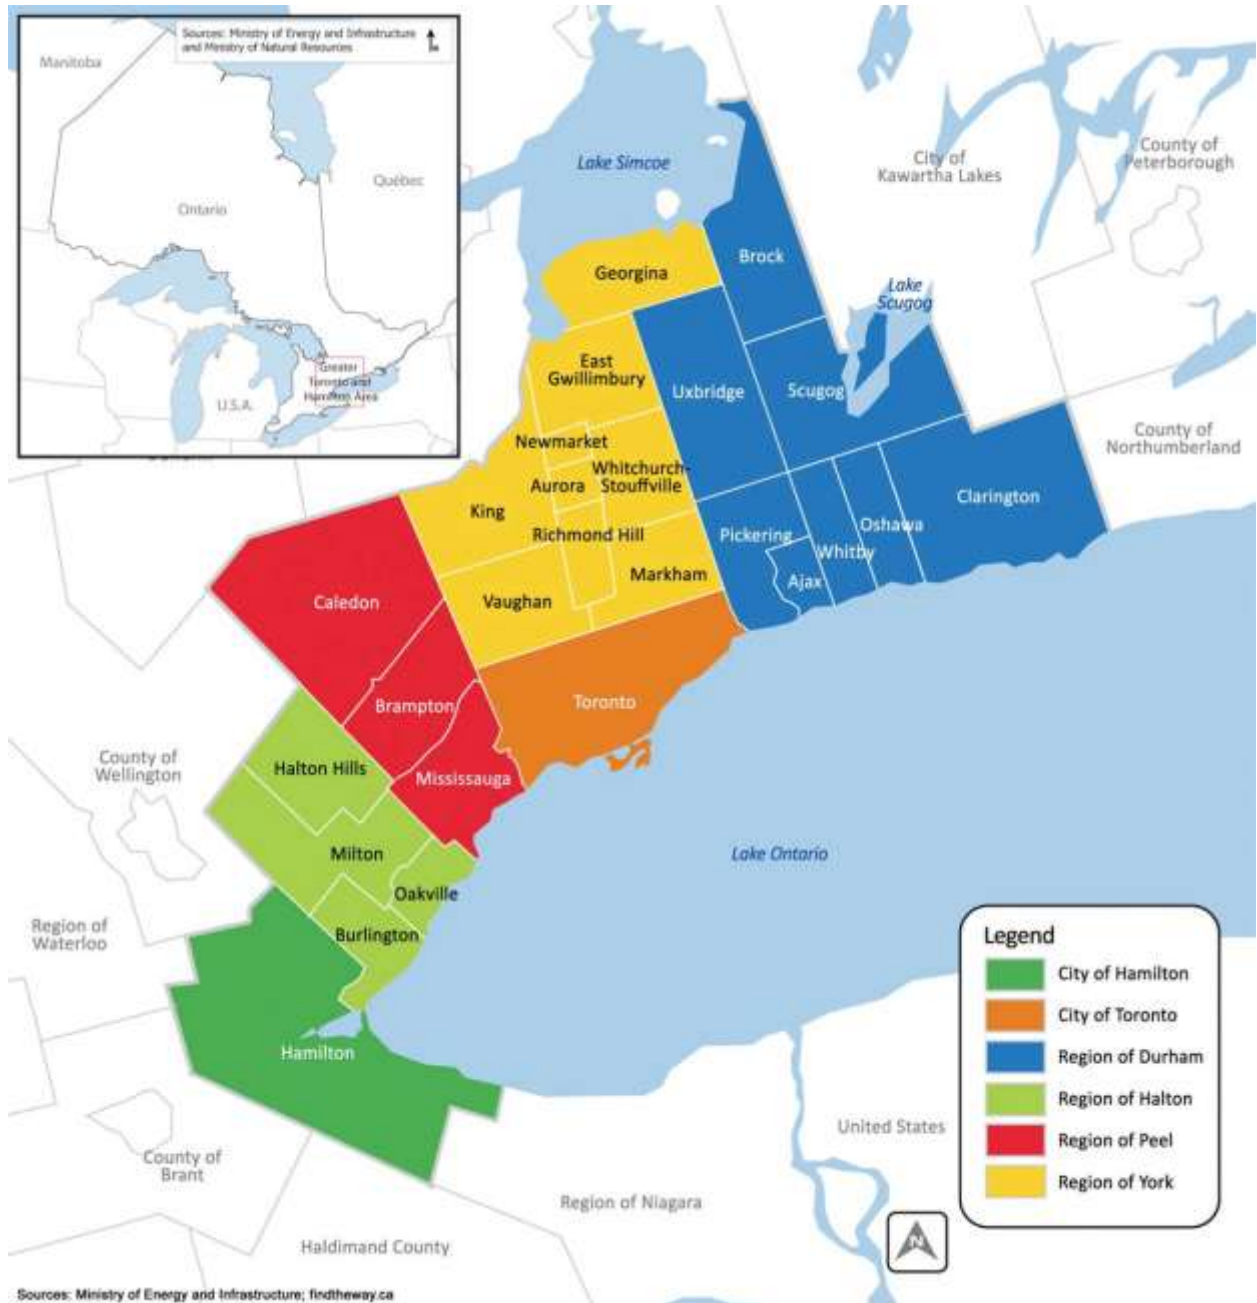 Sources: Ministry of Energy and Infrastructure
and Ministry of Natural Resources
Manitoba
Québec
Ontario
Greater
Toronto and
Hamilton Area
U.S.A.
Lake Simcoe
City of
Kawartha Lakes
County of
Peterborough
Brock
Georgina
Lake
Scugog
East
Gwillimbury
Uxbridge
Scugog
County of
Northumberland
Newmarket
Whitchurch-
Stouffville
Aurora
King
Clarington
Oshawa
Richmond Hill
Pickering
Whitby
Markham
Ajax
Caledon
Vaughan
Brampton
Toronto
County of
Wellington
Halton Hills
Mississauga
Milton
Lake Ontario
Oakville
Region of
Waterloo
Burlington
Hamilton
Legend
City of Hamilton
City of Toronto
Region of Durham
Region of Halton
Region of Peel
Region of York
United States
County of
Brant
Region of Niagara
Haldimand County
N
Sources: Ministry of Energy and Infrastructure; findtheway.ca